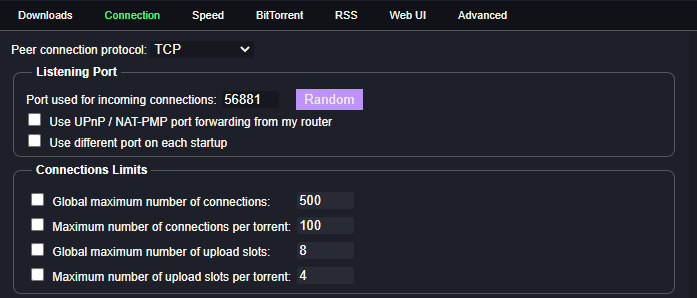 Downloads Connection Speed BitTorrent RSS Web UI Advanced
Peer connection protocol: TCP
Listening Port
Port used for incoming connections: 56881 Random
Use UPnP / NAT-PMP port forwarding from my router
Use different port on each startup
Connections Limits
Global maximum number of connections: 500
Maximum number of connections per torrent: 100
Global maximum number of upload slots: 8
Maximum number of upload slots per torrent: 4